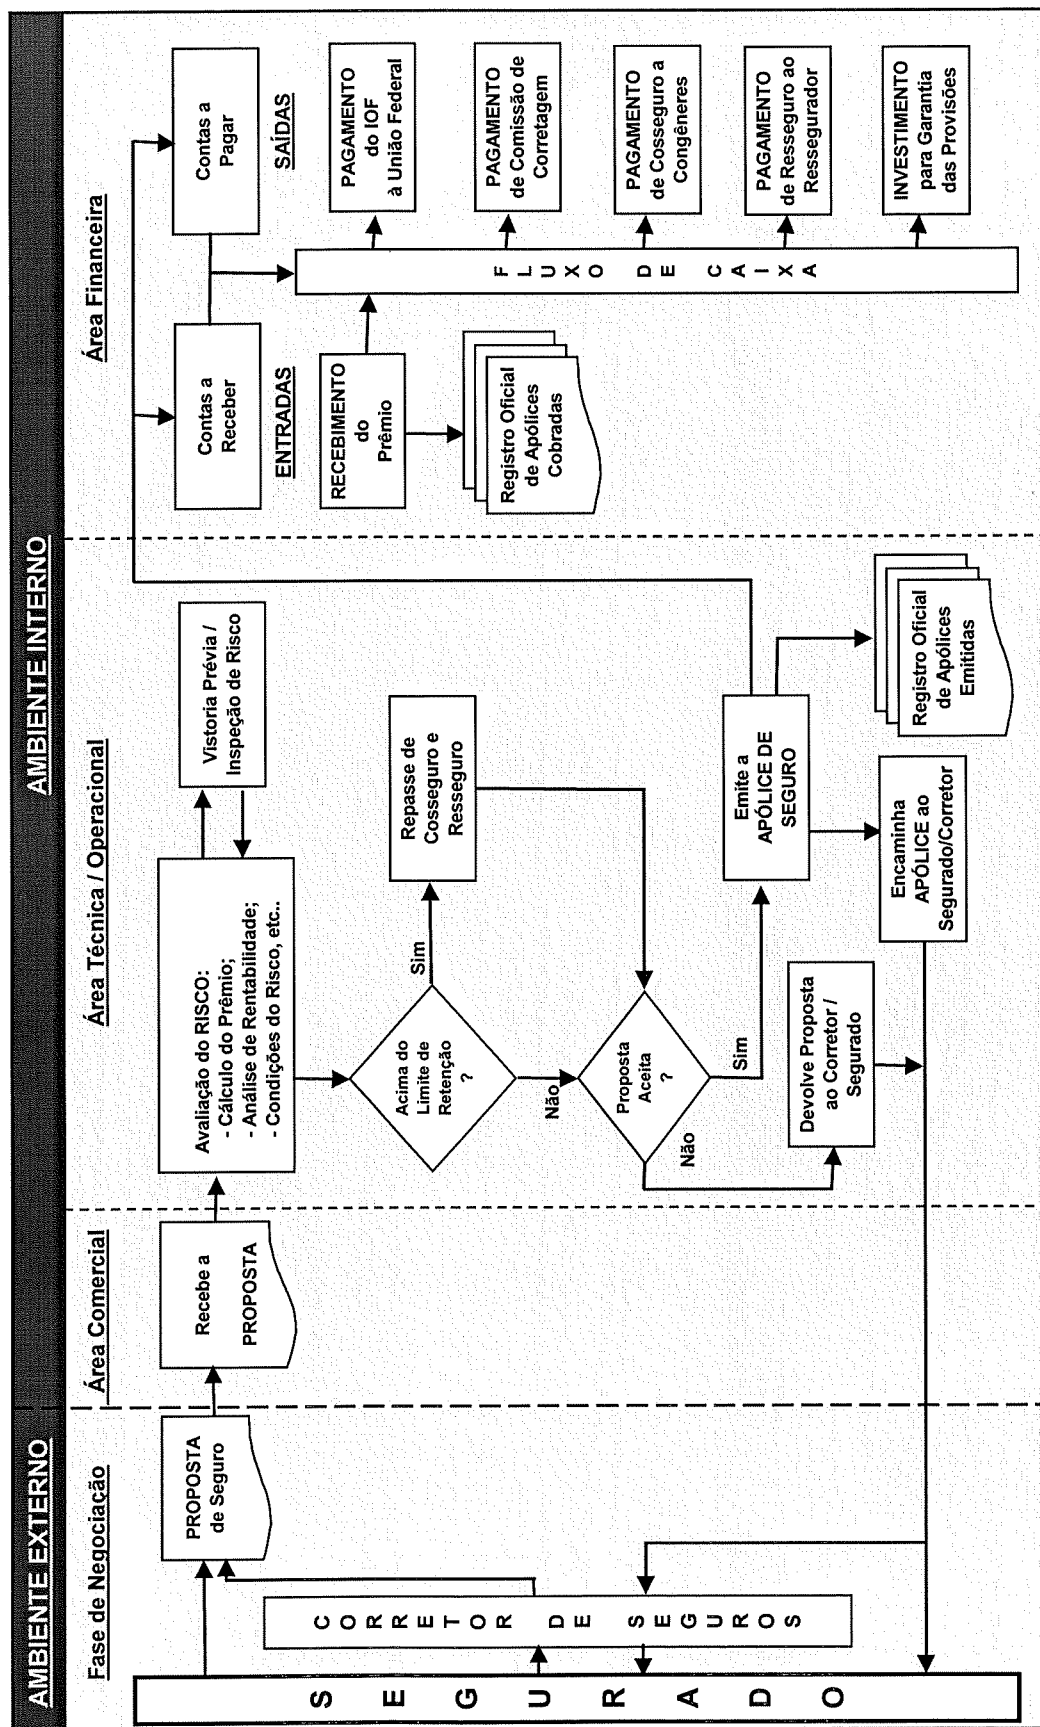 AMBIENTE EXTERNO
AMBIENTE INTERNO
Fase de Negociação
Área Comercial
Área Técnica / Operacional
Área Financeira
SEGURADO
CORRETOR DE SEGUROS
PROPOSTA
de Seguro
Recebe a
PROPOSTA
Avaliação do RISCO:
- Cálculo do Prêmio;
- Análise de Rentabilidade;
- Condições do Risco, etc..
Vistoria Prévia /
Inspeção de Risco
Acima do
Limite de
Retenção
?
Sim
Não
Repasse de
Cosseguro e
Resseguro
Proposta
Aceita
?
Não
Sim
Devolve Proposta
ao Corretor /
Segurado
Emite a
APÓLICE DE
SEGURO
Encaminha
APÓLICE ao
Segurado/Corretor
Registro Oficial
de Apólices
Emitidas
Contas a
Receber
Contas a
Pagar
ENTRADAS
SAÍDAS
RECEBIMENTO
do
Prêmio
Registro Oficial
de Apólices
Cobradas
FLUXO DE CAIXA
PAGAMENTO
do IOF
à União Federal
PAGAMENTO
de Comissão de
Corretagem
PAGAMENTO
de Cosseguro a
Congêneres
PAGAMENTO
de Resseguro ao
Ressegurador
INVESTIMENTO
para Garantia
das Provisões